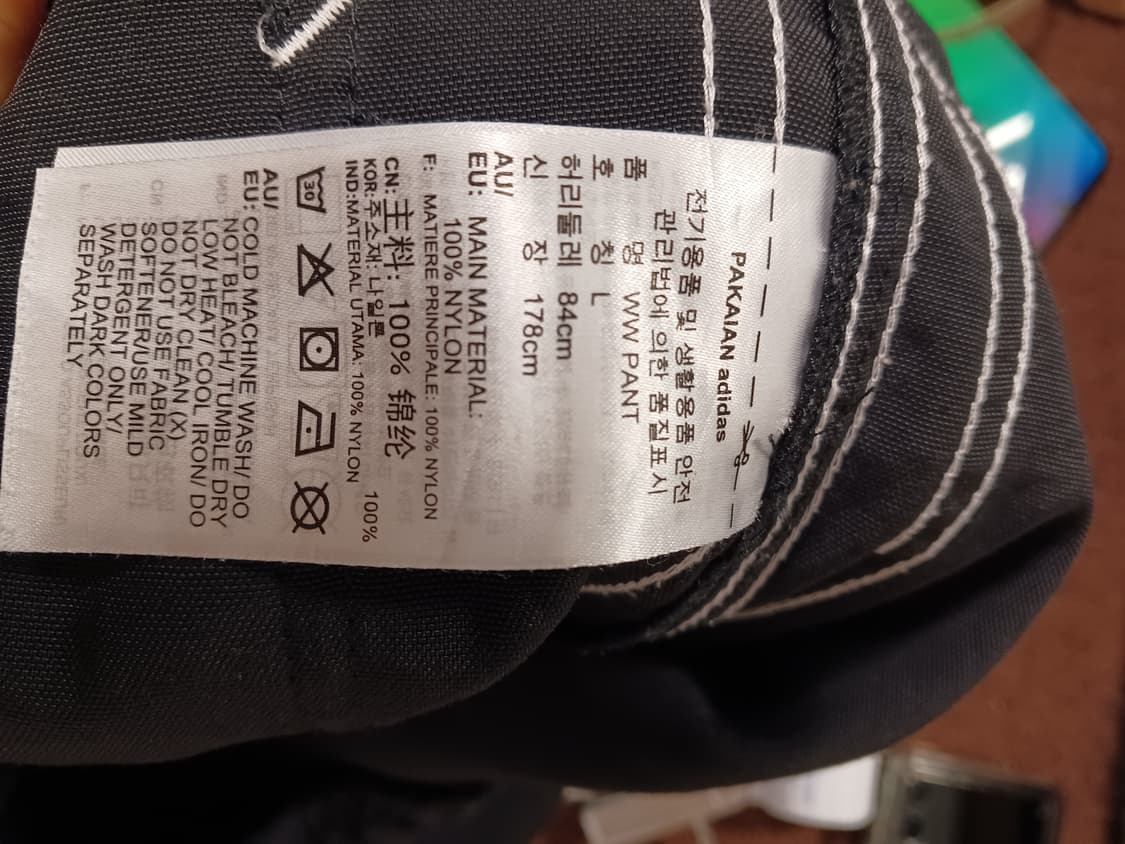 PAKAIAN adidas
전기용품 및 생활용품 안전
관리법에 의한 품질표시
품 명 WW PANT
호 칭 L
허리둘레 84cm
신 장 178cm
AU/
EU: MAIN MATERIAL:
100% NYLON
F: MATIERE PRINCIPALE: 100% NYLON
CN: 主料: 100% 锦纶
KOR: 주소재: 나일론 100%
IND:MATERIAL UTAMA: 100% NYLON
30
AU/
EU: COLD MACHINE WASH/ DO
NOT BLEACH/ TUMBLE DRY
LOW HEAT/ COOL IRON/ DO
NOT DRY CLEAN (X)
DO NOT USE FABRIC
SOFTENER/USE MILD
DETERGENT ONLY/
WASH DARK COLORS
SEPARATELY